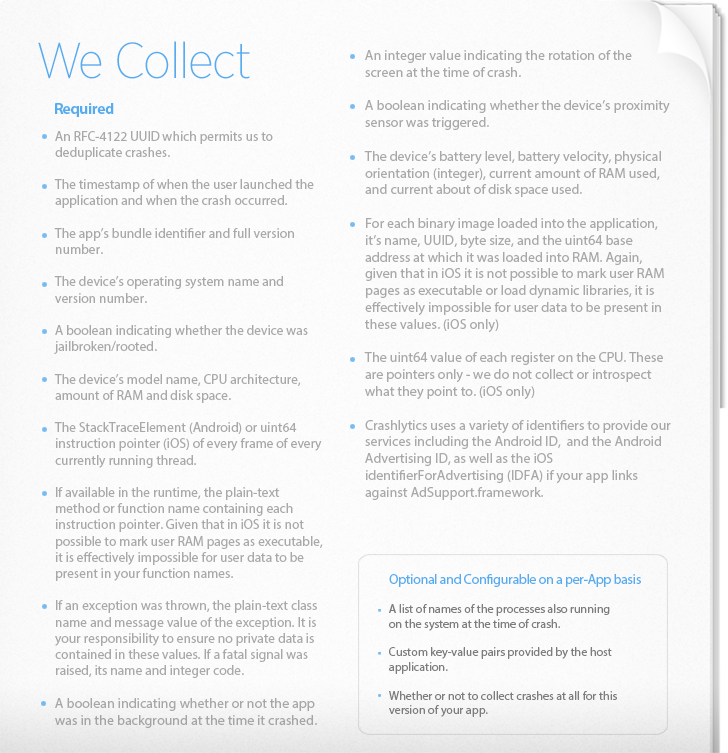 We Collect
Required
An RFC-4122 UUID which permits us to
deduplicate crashes.
The timestamp of when the user launched the
application and when the crash occurred.
The app's bundle identifier and full version
number.
The device's operating system name and
version number.
A boolean indicating whether the device was
jailbroken/rooted.
The device's model name, CPU architecture,
amount of RAM and disk space.
The StackTraceElement (Android) or uint64
instruction pointer (iOS) of every frame of every
currently running thread.
If available in the runtime, the plain-text
method or function name containing each
instruction pointer. Given that in iOS it is not
possible to mark user RAM pages as executable,
it is effectively impossible for user data to be
present in your function names.
If an exception was thrown, the plain-text class
name and message value of the exception. It is
your responsibility to ensure no private data is
contained in these values. If a fatal signal was
raised, its name and integer code.
A boolean indicating whether or not the app
was in the background at the time it crashed.
An integer value indicating the rotation of the
screen at the time of crash.
A boolean indicating whether the device's proximity
sensor was triggered.
The device's battery level, battery velocity, physical
orientation (integer), current amount of RAM used,
and current about of disk space used.
For each binary image loaded into the application,
it's name, UUID, byte size, and the uint64 base
address at which it was loaded into RAM. Again,
given that in iOS it is not possible to mark user RAM
pages as executable or load dynamic libraries, it is
effectively impossible for user data to be present in
these values. (iOS only)
The uint64 value of each register on the CPU. These
are pointers only - we do not collect or introspect
what they point to. (iOS only)
Crashlytics uses a variety of identifiers to provide our
services including the Android ID, and the Android
Advertising ID, as well as the iOS
identifierForAdvertising (IDFA) if your app links
against AdSupport.framework.
Optional and Configurable on a per-App basis
A list of names of the processes also running
on the system at the time of crash.
Custom key-value pairs provided by the host
application.
Whether or not to collect crashes at all for this
version of your app.